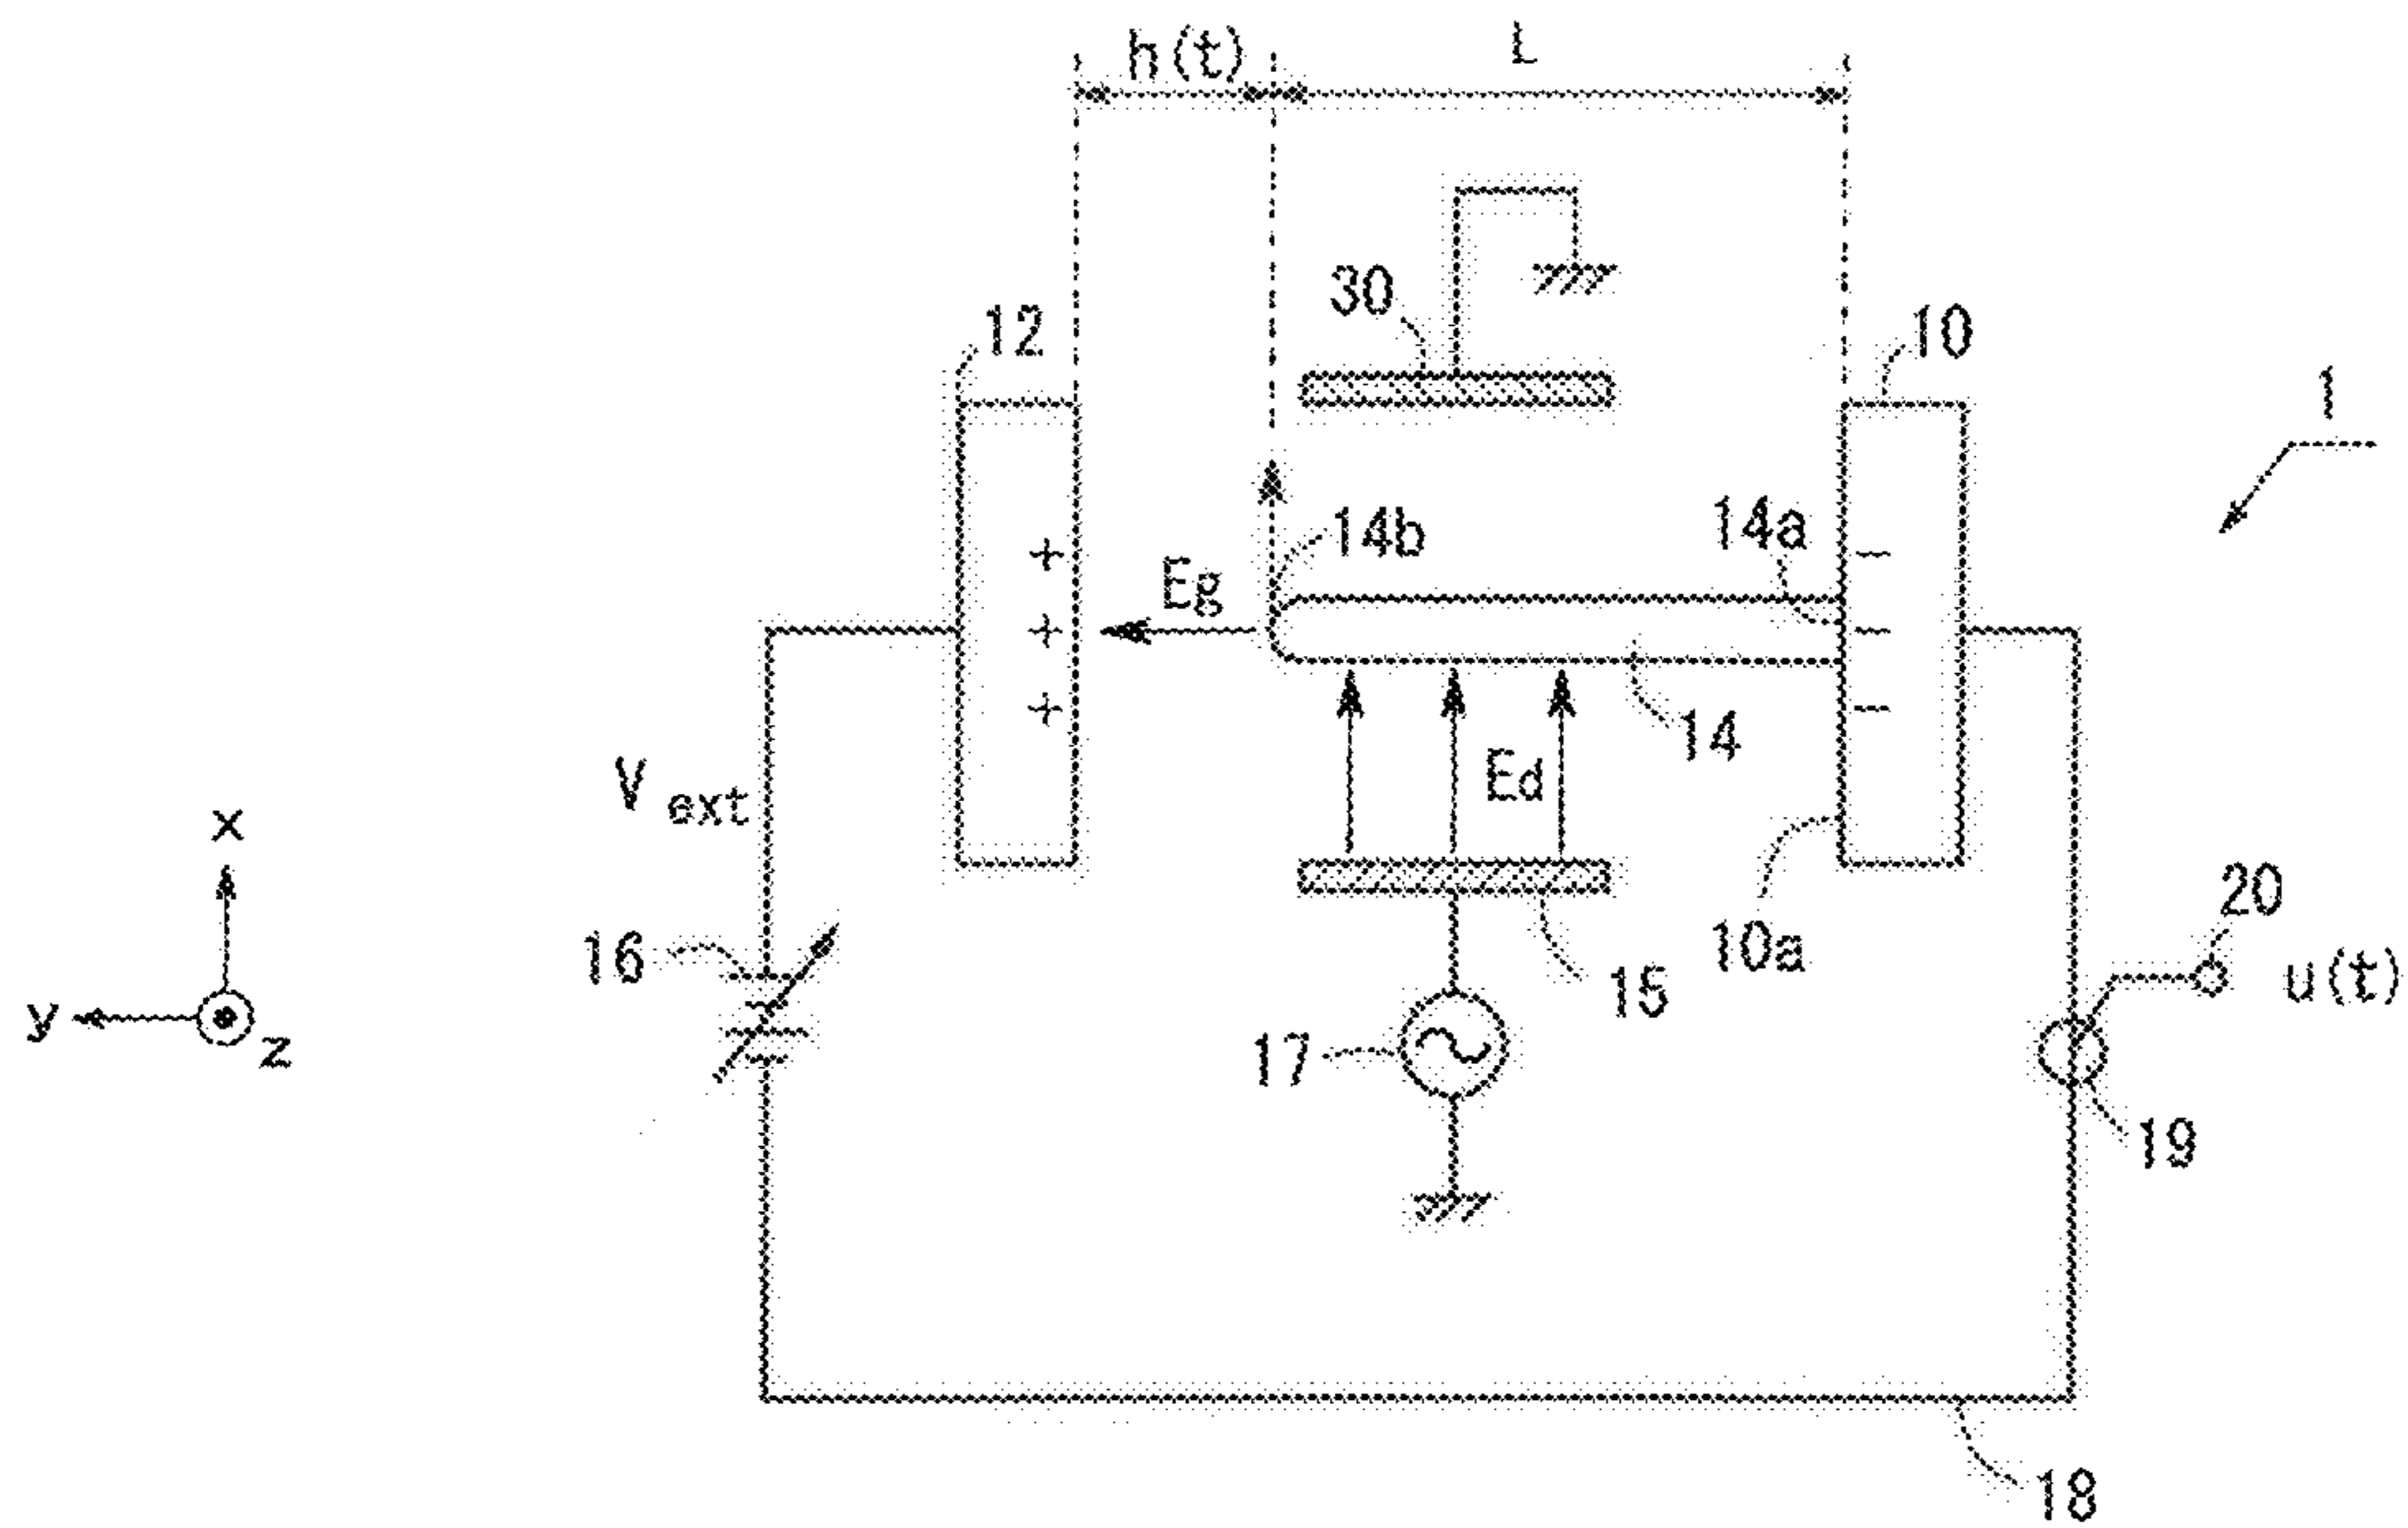 h(t) L
30
12 10
1
14b 14a
Eg
+ −
+ −
+ −
14
Ed
V ext
x
16 15 10a 20
u(t)
y z
17
19
18